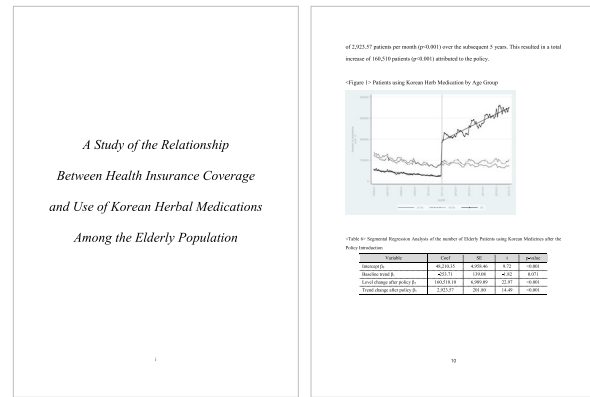 A Study of the Relationship
Between Health Insurance Coverage
and Use of Korean Herbal Medications
Among the Elderly Population
of 2,923.57 patients per month (p<0.001) over the subsequent 5 years. This resulted in a total
increase of 160,510 patients (p<0.001) attributed to the policy.
<Figure 1> Patients using Korean Herb Medication by Age Group
<Table 6> Segmental Regression Analysis of the number of Elderly Patients using Korean Medicines after the
Policy Introduction
Variable Coef SE t p-value
Intercept β₀ 48,210.35 4,958.46 9.72 <0.001
Baseline trend β₁ -253.71 139.00 -1.82 0.071
Level change after policy β₂ 160,510.10 6,989.09 22.97 <0.001
Trend change after policy β₃ 2,923.57 201.80 14.49 <0.001
10